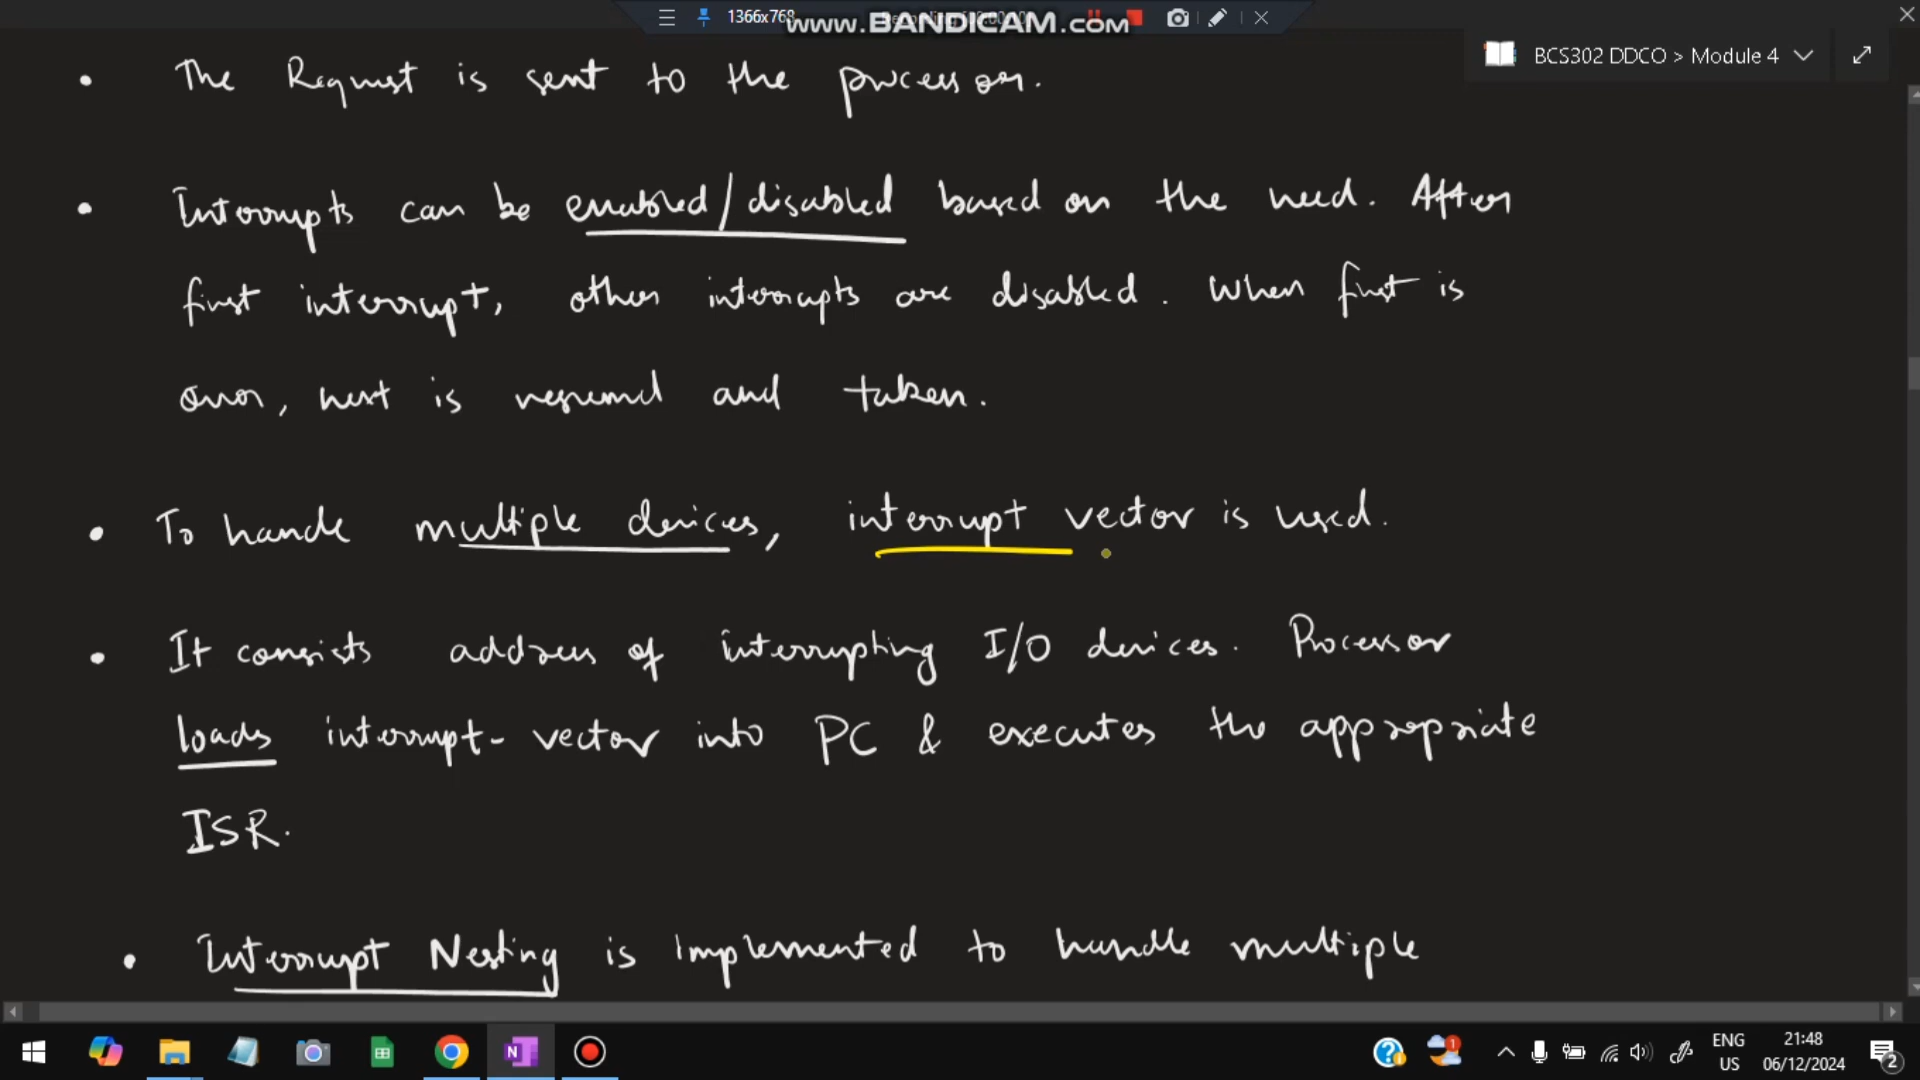 1366x768
www.BANDICAM.com
BCS302 DDCO > Module 4
• The Request is sent to the processor.
• Interrupts can be enabled/disabled based on the need. After
first interrupt, other interrupts are disabled. When first is
over, next is resumed and taken.
• To handle multiple devices, interrupt vector is used.
• It consists address of interrupting I/O devices. Processor
loads interrupt-vector into PC & executes the appropriate
ISR.
• Interrupt Nesting is implemented to handle multiple
ENG
US
21:48
06/12/2024
1
2